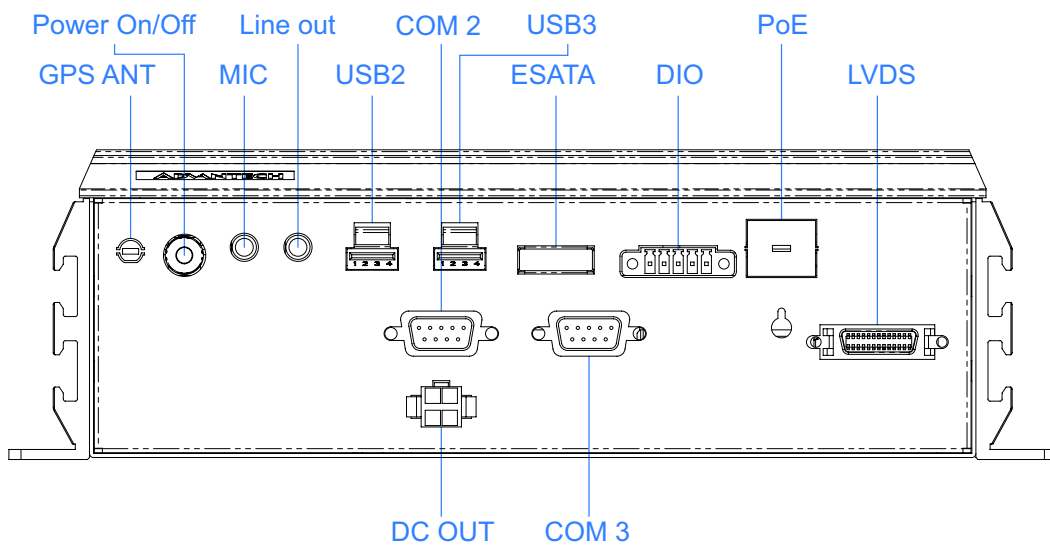 Power On/Off Line out COM 2 USB3 PoE
GPS ANT MIC USB2 ESATA DIO LVDS
ADVANTECH
1 2 3 4 1 2 3 4
DC OUT COM 3